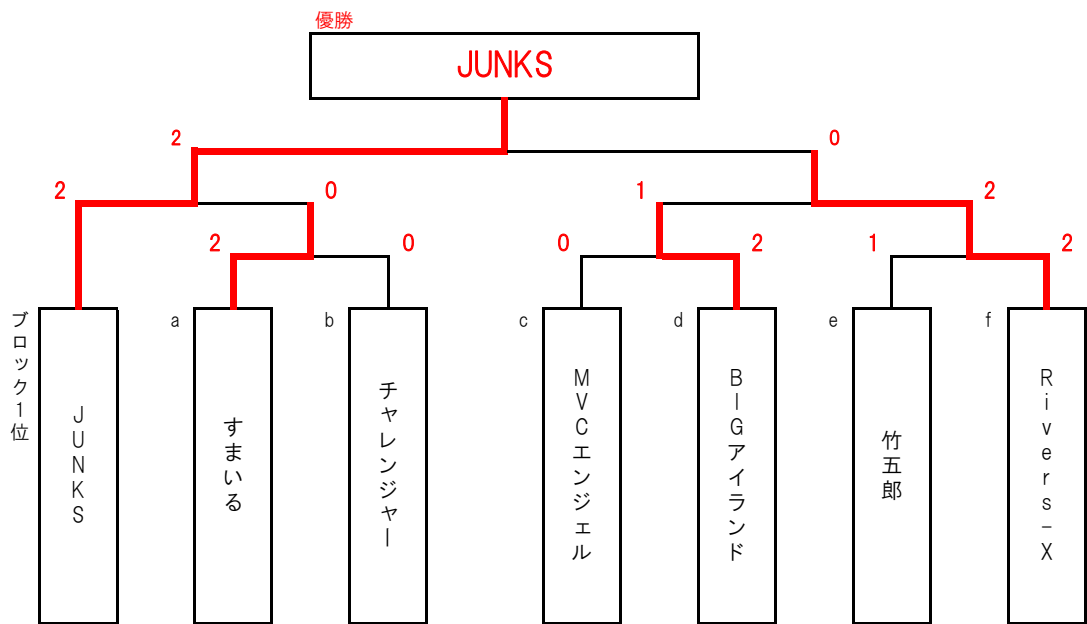 優勝
JUNKS
2
0
2
0
1
2
2
0
0
2
1
2
ブロック1位
a
b
c
d
e
f
JUNKS
すまいる
チャレンジャー
MVCエンジェル
BIGアイランド
竹五郎
Rivers-X